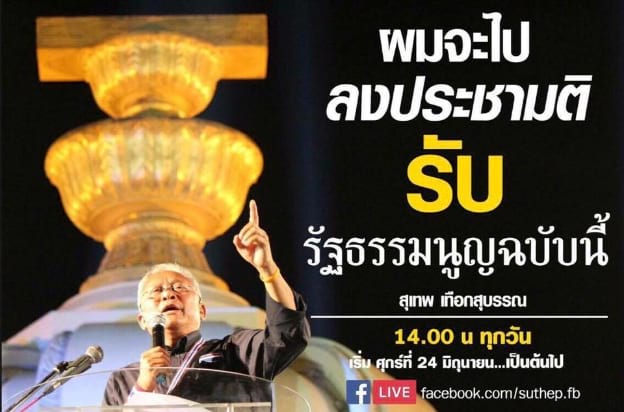 ผมจะไป
ลงประชามติ
รับ
รัฐธรรมนูญฉบับนี้
สุเทพ เทือกสุบรรณ
14.00 น ทุกวัน
เริ่ม ศุกร์ที่ 24 มิถุนายน...เป็นต้นไป
f LIVE facebook.com/suthep.fb